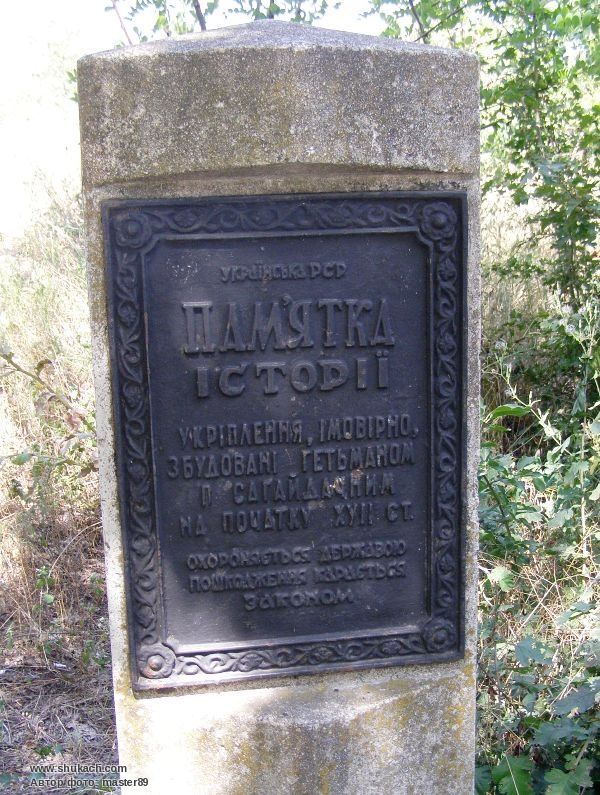 УКРАЇНСЬКА РСР
ПАМ'ЯТКА
ІСТОРІЇ
УКРІПЛЕННЯ, ІМОВІРНО,
ЗБУДОВАНІ ГЕТЬМАНОМ
П САГАЙДАЧНИМ
НА ПОЧАТКУ XVII СТ.
ОХОРОНЯЄТЬСЯ ДЕРЖАВОЮ
ПОШКОДЖЕННЯ КАРАЄТЬСЯ
ЗАКОНОМ
www.shukach.com
Автор/фото: master89